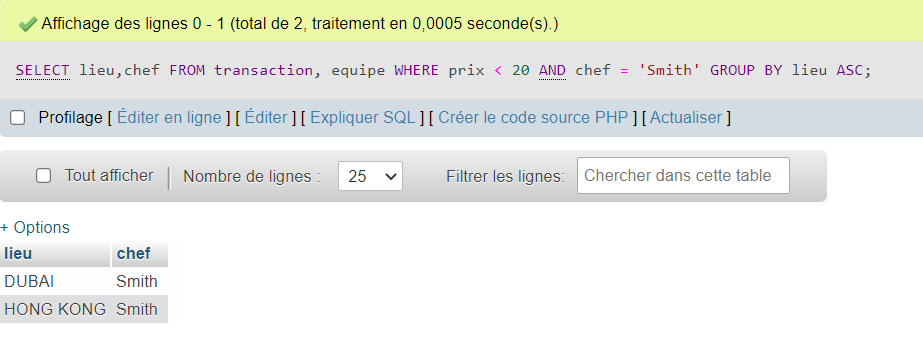 Affichage des lignes 0 - 1 (total de 2, traitement en 0,0005 seconde(s).)
SELECT lieu,chef FROM transaction, equipe WHERE prix < 20 AND chef = 'Smith' GROUP BY lieu ASC;
Profilage [ Éditer en ligne ] [ Éditer ] [ Expliquer SQL ] [ Créer le code source PHP ] [ Actualiser ]
Tout afficher | Nombre de lignes : 25 Filtrer les lignes: Chercher dans cette table
+ Options
lieu chef
DUBAI Smith
HONG KONG Smith